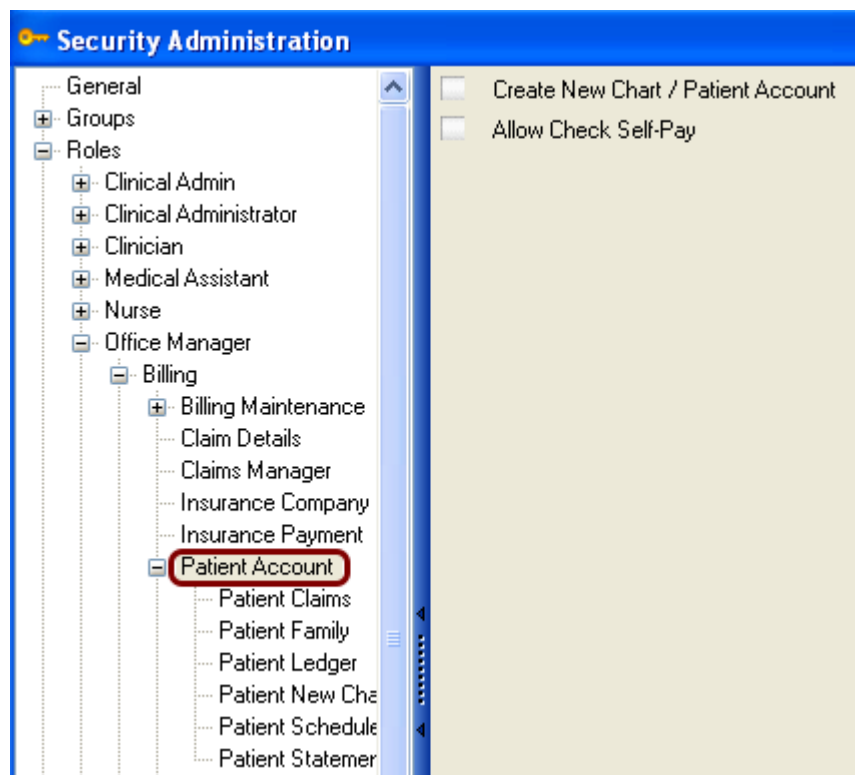 Security Administration
General
Groups
Roles
Clinical Admin
Clinical Administrator
Clinician
Medical Assistant
Nurse
Office Manager
Billing
Billing Maintenance
Claim Details
Claims Manager
Insurance Company
Insurance Payment
Patient Account
Patient Claims
Patient Family
Patient Ledger
Patient New Cha
Patient Schedule
Patient Statemer
Create New Chart / Patient Account
Allow Check Self-Pay